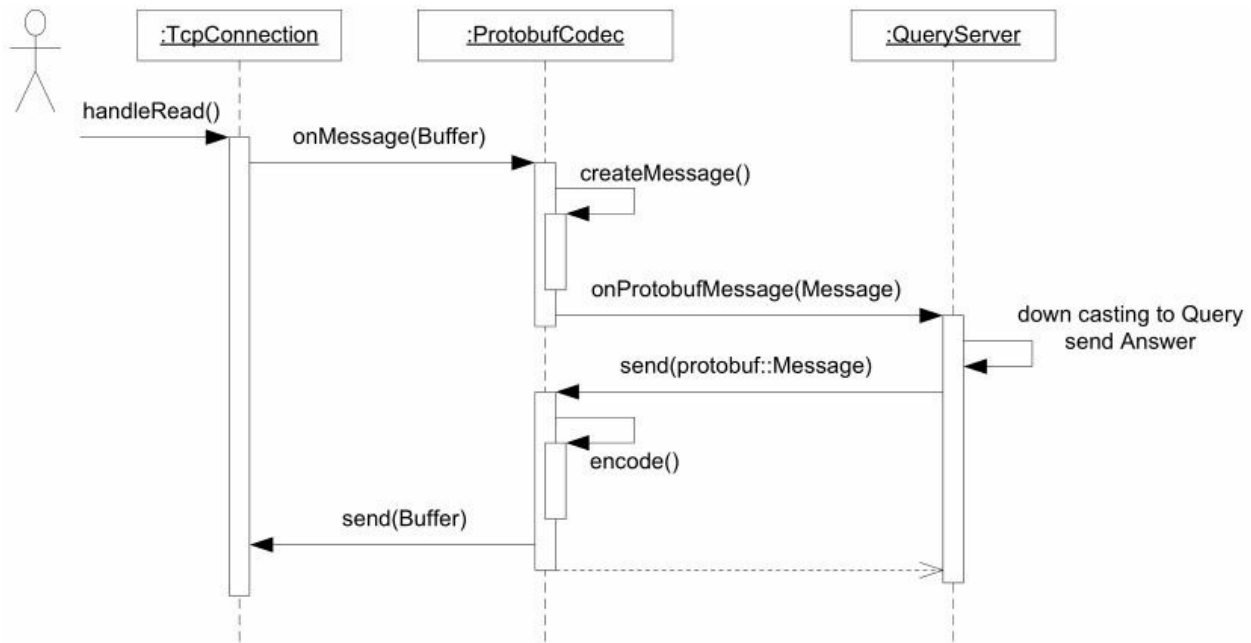 :TcpConnection
:ProtobufCodec
:QueryServer
handleRead()
onMessage(Buffer)
createMessage()
onProtobufMessage(Message)
down casting to Query
send Answer
send(protobuf::Message)
encode()
send(Buffer)